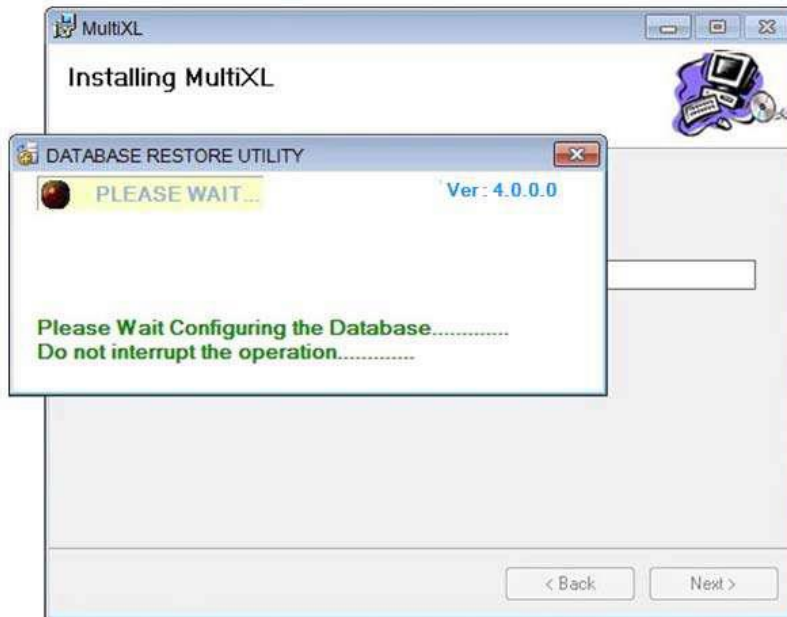 MultiXL
Installing MultiXL
DATABASE RESTORE UTILITY
PLEASE WAIT...
Ver : 4.0.0.0
Please Wait Configuring the Database.............
Do not interrupt the operation.............
< Back
Next >